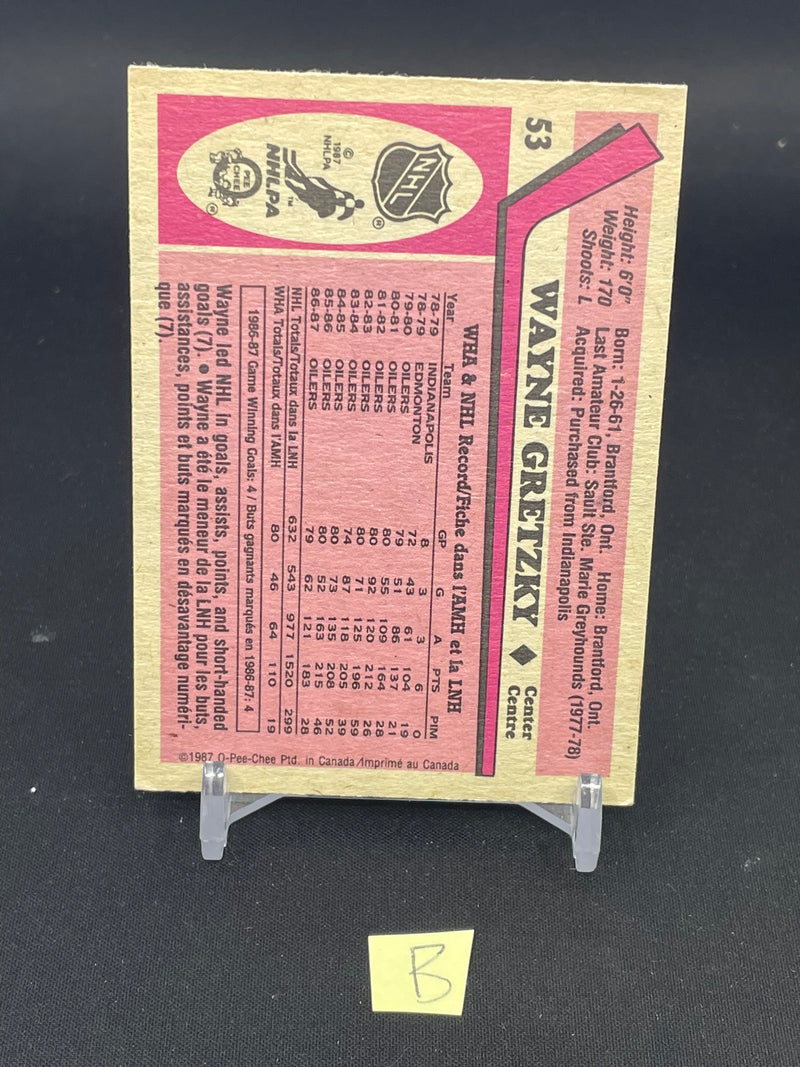 53
Height: 6'0"
Weight: 170
Shoots: L
Born: 1-26-61, Brantford, Ont. Home: Brantford, Ont.
Last Amateur Club: Sault Ste. Marie Greyhounds (1977-78)
Acquired: Purchased from Indianapolis
WAYNE GRETZKY ♦ Center
Centre
NHL
®
© 1987 NHLPA
NHLPA
™
O PEE CHEE
®
WHA & NHL Record/Fiche dans l'AMH et la LNH
Year Team GP G A PTS PIM
78-79 INDIANAPOLIS 8 3 3 6 0
78-79 EDMONTON 72 43 61 104 19
79-80 OILERS 79 51 86 137 21
80-81 OILERS 80 55 109 164 28
81-82 OILERS 80 92 120 212 26
82-83 OILERS 80 71 125 196 59
83-84 OILERS 74 87 118 205 39
84-85 OILERS 80 73 135 208 52
85-86 OILERS 80 52 163 215 46
86-87 OILERS 79 62 121 183 28
NHL Totals/Totaux dans la LNH 632 543 977 1520 299
WHA Totals/Totaux dans l'AMH 80 46 64 110 19
1986-87 Game Winning Goals: 4 / Buts gagnants marqués en 1986-87: 4
Wayne led NHL in goals, assists, points, and short-handed
goals (7). ● Wayne a été le meneur de la LNH pour les buts,
assistances, points et buts marqués en désavantage numéri-
que (7).
©1987 O-Pee-Chee Ptd. in Canada/Imprimé au Canada
B